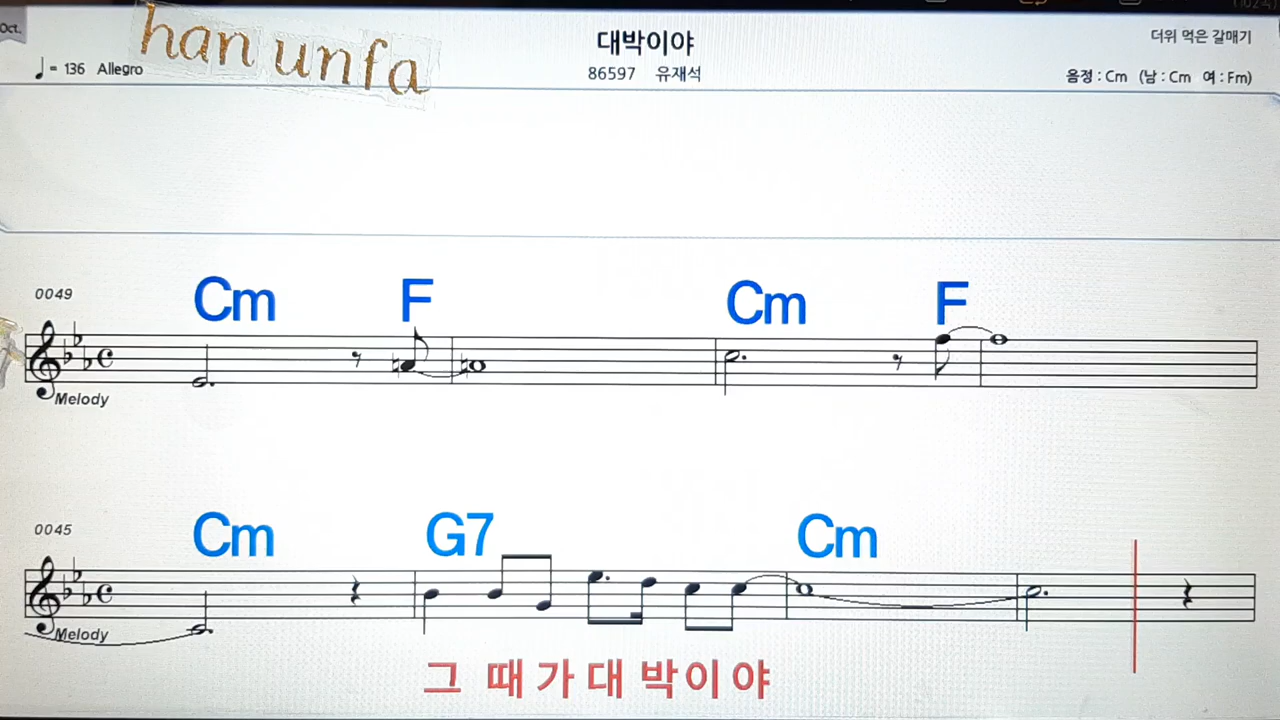 Oct.
han unfa
♩= 136 Allegro
대박이야
86597 유재석
더위 먹은 갈매기
음정 : Cm (남 : Cm 여 : Fm)
0049
Cm F Cm F
Melody
0045
Cm G7 Cm
Melody
그 때 가 대 박 이 야